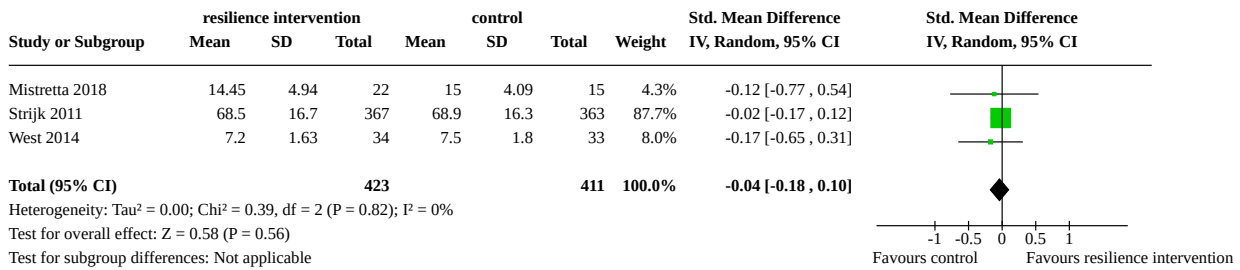 resilience intervention control Std. Mean Difference Std. Mean Difference
Study or Subgroup Mean SD Total Mean SD Total Weight IV, Random, 95% CI IV, Random, 95% CI
Mistretta 2018 14.45 4.94 22 15 4.09 15 4.3% -0.12 [-0.77 , 0.54]
Strijk 2011 68.5 16.7 367 68.9 16.3 363 87.7% -0.02 [-0.17 , 0.12]
West 2014 7.2 1.63 34 7.5 1.8 33 8.0% -0.17 [-0.65 , 0.31]
Total (95% CI) 423 411 100.0% -0.04 [-0.18 , 0.10]
Heterogeneity: Tau² = 0.00; Chi² = 0.39, df = 2 (P = 0.82); I² = 0%
Test for overall effect: Z = 0.58 (P = 0.56)
-1 -0.5 0 0.5 1
Test for subgroup differences: Not applicable Favours control Favours resilience intervention